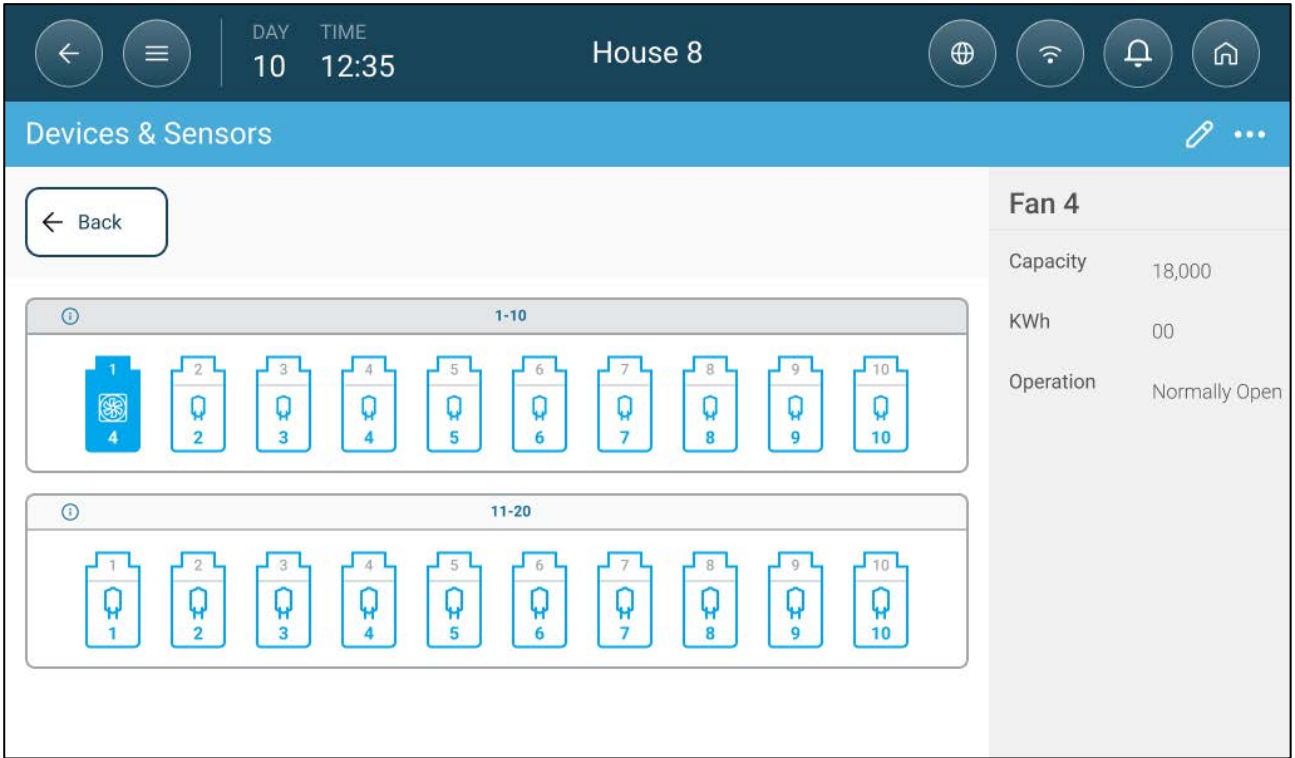 DAY TIME
10 12:35
House 8
Devices & Sensors
Back
1-10
1 2 3 4 5 6 7 8 9 10
4 2 3 4 5 6 7 8 9 10
11-20
1 2 3 4 5 6 7 8 9 10
1 2 3 4 5 6 7 8 9 10
Fan 4
Capacity 18,000
KWh 00
Operation Normally Open